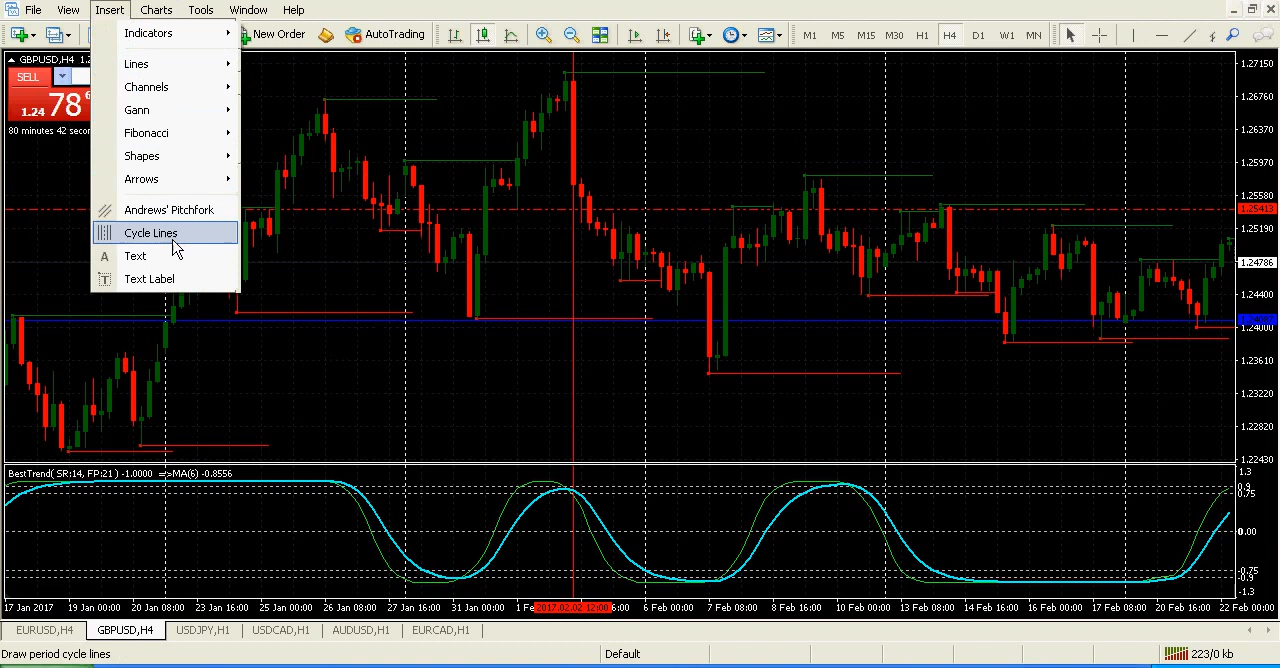 File View Insert Charts Tools Window Help
New Order AutoTrading M1 M5 M15 M30 H1 H4 D1 W1 MN
Indicators
Lines
Channels
Gann
Fibonacci
Shapes
Arrows
Andrews' Pitchfork
Cycle Lines
A Text
T Text Label
GBPUSD,H4 1.2
SELL
1.24 78 6
80 minutes 42 secon
1.27150
1.26760
1.26370
1.25970
1.25580
1.25413
1.25190
1.24786
1.24400
1.24000
1.23610
1.23220
1.22820
1.22430
BestTrend( SR:14, FP:21 ) -1.0000 =>MA(6) -0.8556
1.3
0.9
0.75
0.00
-0.75
-0.9
-1.3
17 Jan 2017 19 Jan 00:00 20 Jan 08:00 23 Jan 16:00 25 Jan 00:00 26 Jan 08:00 27 Jan 16:00 31 Jan 00:00 1 Fe 2017.02.02 12:00 6:00 6 Feb 00:00 7 Feb 08:00 8 Feb 16:00 10 Feb 00:00 13 Feb 08:00 14 Feb 16:00 16 Feb 00:00 17 Feb 08:00 20 Feb 16:00 22 Feb 00:00
EURUSD,H4 GBPUSD,H4 USDJPY,H1 USDCAD,H1 AUDUSD,H1 EURCAD,H1
Draw period cycle lines Default 223/0 kb